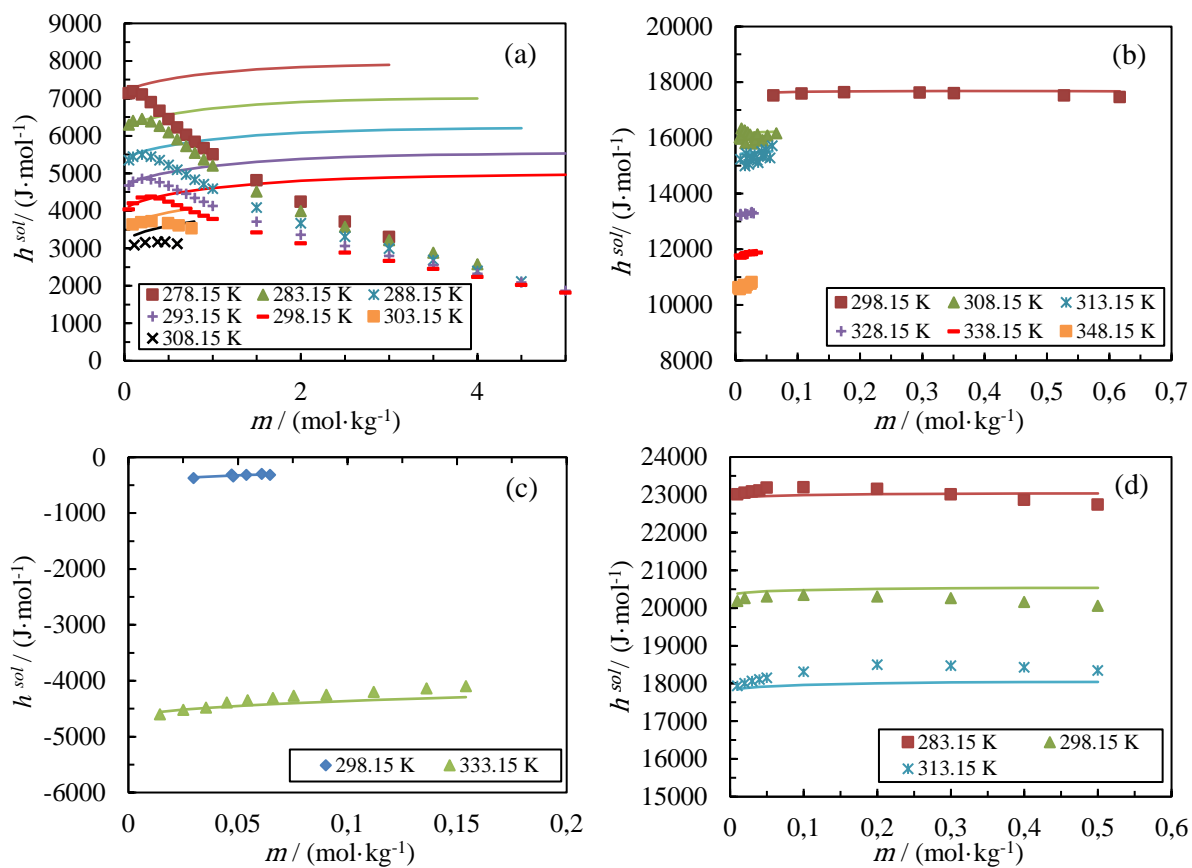 (a)
9000
8000
7000
6000
5000
4000
3000
2000
1000
0
h sol / (J·mol-1)
278.15 K 283.15 K 288.15 K
293.15 K 298.15 K 303.15 K
308.15 K
0 2 4
m / (mol·kg-1)
(b)
20000
18000
16000
14000
12000
10000
8000
h sol / (J·mol-1)
298.15 K 308.15 K 313.15 K
328.15 K 338.15 K 348.15 K
0 0,1 0,2 0,3 0,4 0,5 0,6 0,7
m / (mol·kg-1)
(c)
0
-1000
-2000
-3000
-4000
-5000
-6000
h sol / (J·mol-1)
298.15 K 333.15 K
0 0,05 0,1 0,15 0,2
m / (mol·kg-1)
(d)
24000
23000
22000
21000
20000
19000
18000
17000
16000
15000
h sol / (J·mol-1)
283.15 K 298.15 K
313.15 K
0 0,1 0,2 0,3 0,4 0,5 0,6
m / (mol·kg-1)